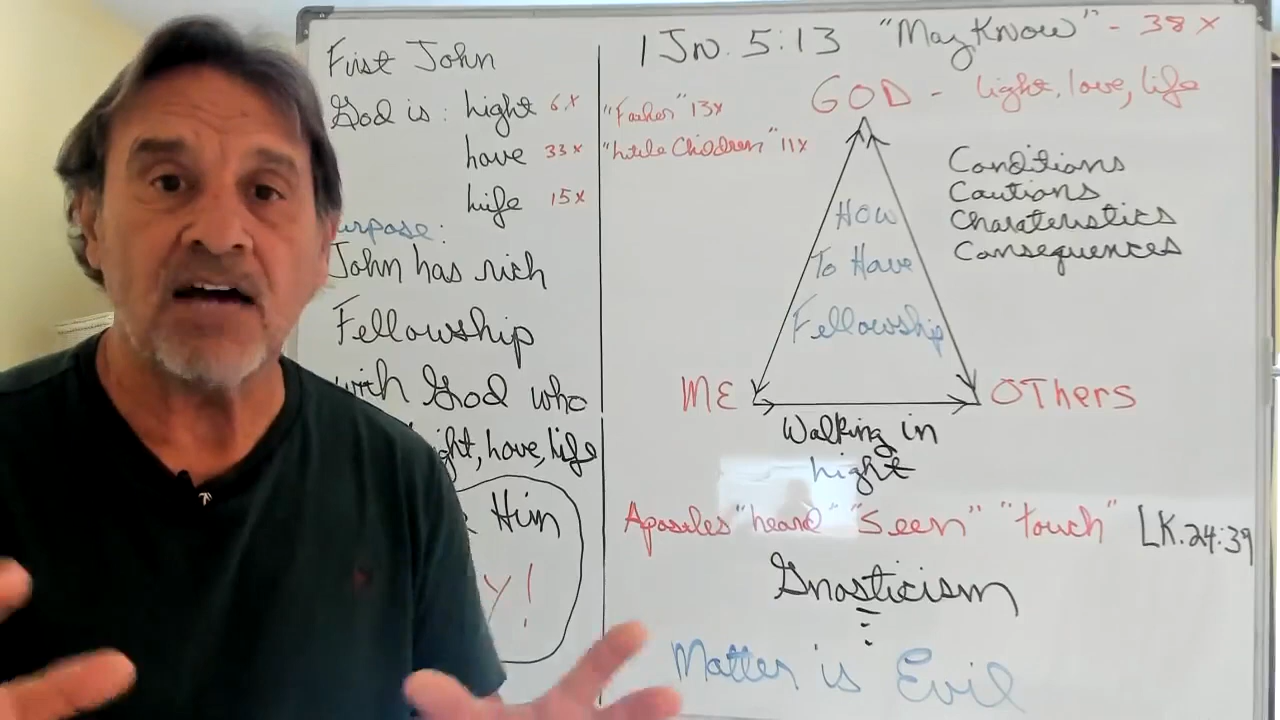 First John
God is: Light 6x
Love 33x
Life 15x
urpose:
John has rich
Fellowship
with God who
ight, Love, Life
Him
Y!
1 Jn. 5:13 "May Know" - 38x
"Father" 13x
"Little Children" 11x
GOD - light, love, life
Conditions
Cautions
Charateristics
Consequences
How
To Have
Fellowship
ME
OTHers
Walking in
Light
Apostles "heard" "seen" "touch" LK. 24:39
Gnosticism
Matter is Evil